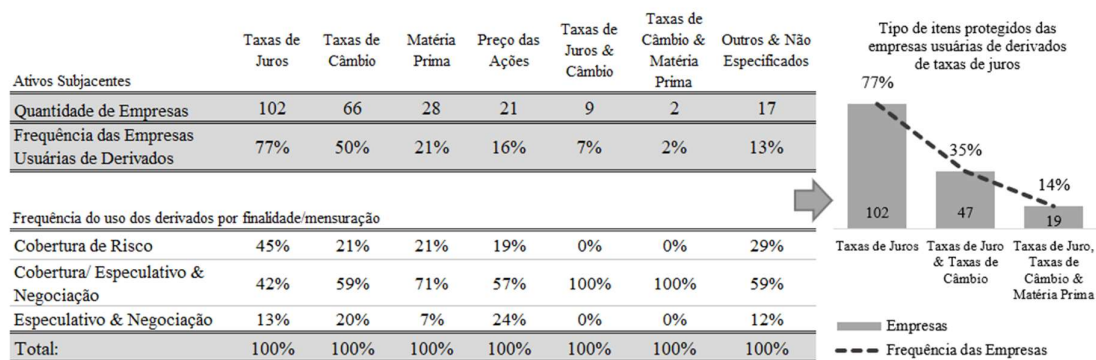 Ativos Subjacentes
Taxas de
Juros
Taxas de
Câmbio
Matéria
Prima
Preço das
Ações
Taxas de
Juros &
Câmbio
Taxas de
Câmbio &
Matéria
Prima
Outros & Não
Especificados
Quantidade de Empresas 102 66 28 21 9 2 17
Frequência das Empresas
Usuárias de Derivados 77% 50% 21% 16% 7% 2% 13%
Frequência do uso dos derivados por finalidade/mensuração
Cobertura de Risco 45% 21% 21% 19% 0% 0% 29%
Cobertura/ Especulativo &
Negociação 42% 59% 71% 57% 100% 100% 59%
Especulativo & Negociação 13% 20% 7% 24% 0% 0% 12%
Total: 100% 100% 100% 100% 100% 100% 100%
Tipo de itens protegidos das
empresas usuárias de derivados
de taxas de juros
77%
35%
14%
102 47 19
Taxas de Juros
Taxas de Juro
& Taxas de
Câmbio
Taxas de Juro,
Taxas de
Câmbio &
Matéria Prima
Empresas
Frequência das Empresas